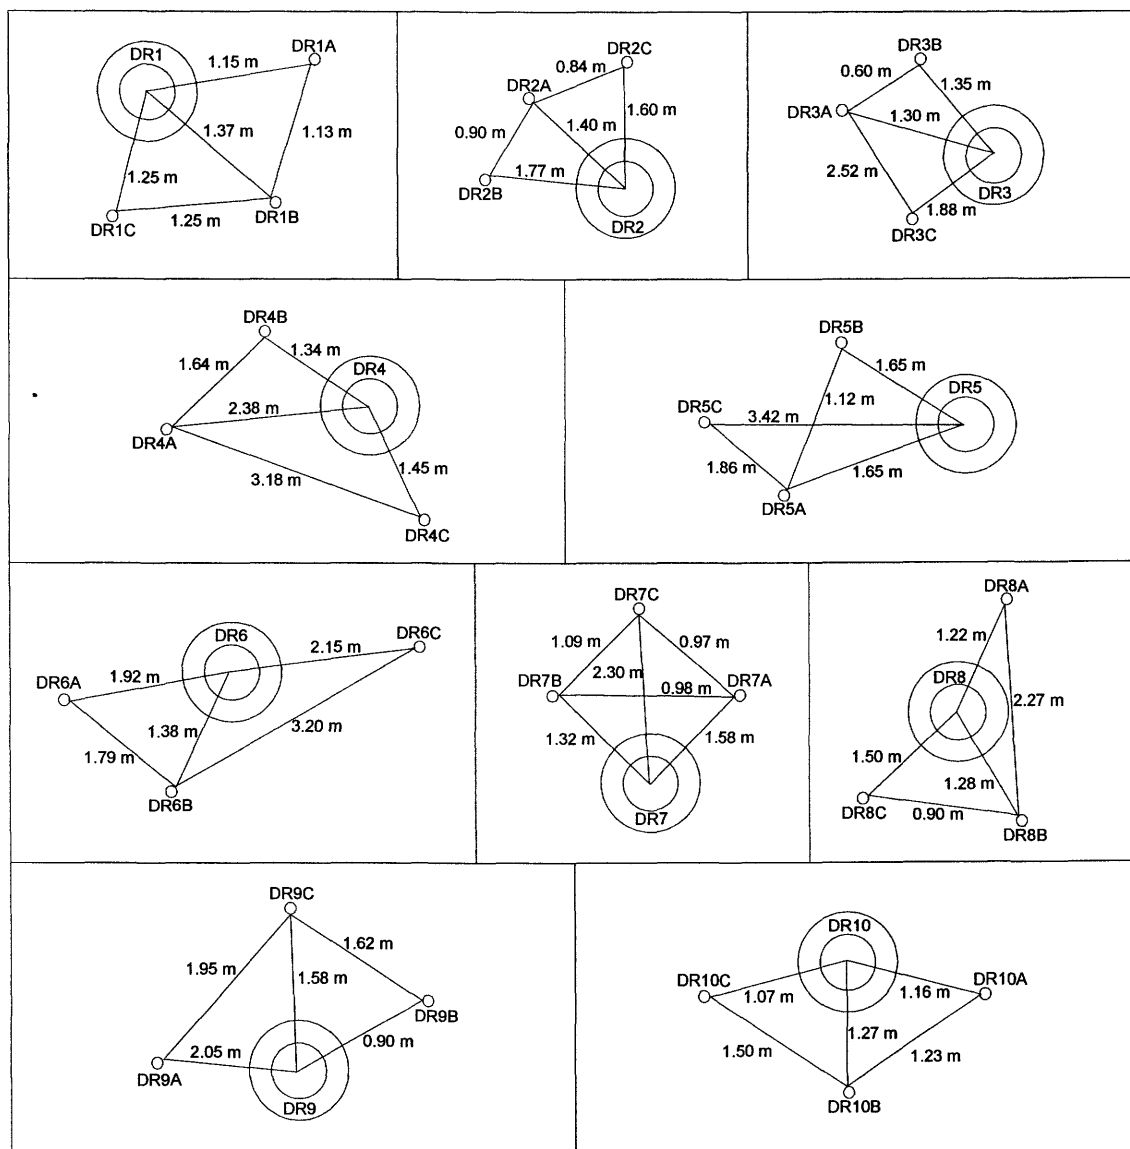 DR1
DR1A
1.15 m
1.37 m
1.13 m
1.25 m
1.25 m
DR1B
DR1C
DR2C
0.84 m
DR2A
1.60 m
0.90 m
1.40 m
1.77 m
DR2B
DR2
DR3B
0.60 m
1.35 m
DR3A
1.30 m
2.52 m
DR3
1.88 m
DR3C
DR4B
1.64 m
1.34 m
DR4
2.38 m
DR4A
1.45 m
3.18 m
DR4C
DR5B
1.65 m
DR5
1.12 m
DR5C
3.42 m
1.86 m
1.65 m
DR5A
DR6
DR6C
2.15 m
1.92 m
DR6A
1.38 m
3.20 m
1.79 m
DR6B
DR7C
1.09 m
0.97 m
2.30 m
DR7B
0.98 m
DR7A
1.32 m
1.58 m
DR7
DR8A
1.22 m
DR8
2.27 m
1.50 m
1.28 m
DR8C
0.90 m
DR8B
DR9C
1.62 m
1.95 m
1.58 m
DR9B
0.90 m
2.05 m
DR9A
DR9
DR10
DR10C
DR10A
1.07 m
1.16 m
1.27 m
1.50 m
1.23 m
DR10B